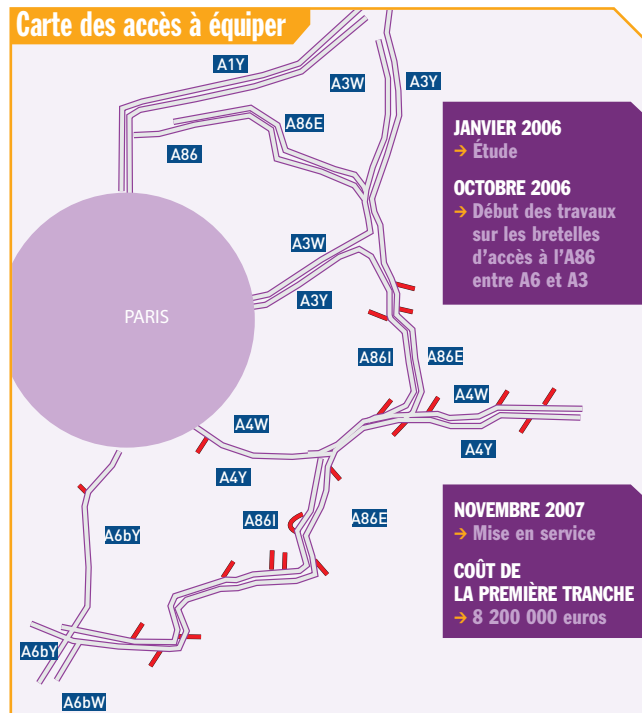 Carte des accès à équiper
A1Y
A3W
A3Y
A86E
A86
JANVIER 2006
→ Étude
OCTOBRE 2006
→ Début des travaux
sur les bretelles
d'accès à l'A86
entre A6 et A3
A3W
A3Y
PARIS
A86I
A86E
A4W
A4W
A4Y
A4Y
A86I
A86E
NOVEMBRE 2007
→ Mise en service
COÛT DE
LA PREMIÈRE TRANCHE
→ 8 200 000 euros
A6bY
A6bY
A6bW